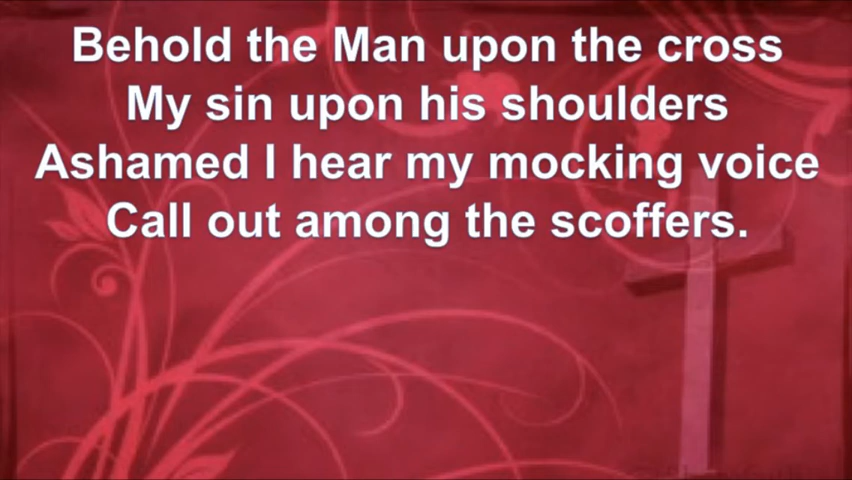 Behold the Man upon the cross
My sin upon his shoulders
Ashamed I hear my mocking voice
Call out among the scoffers.